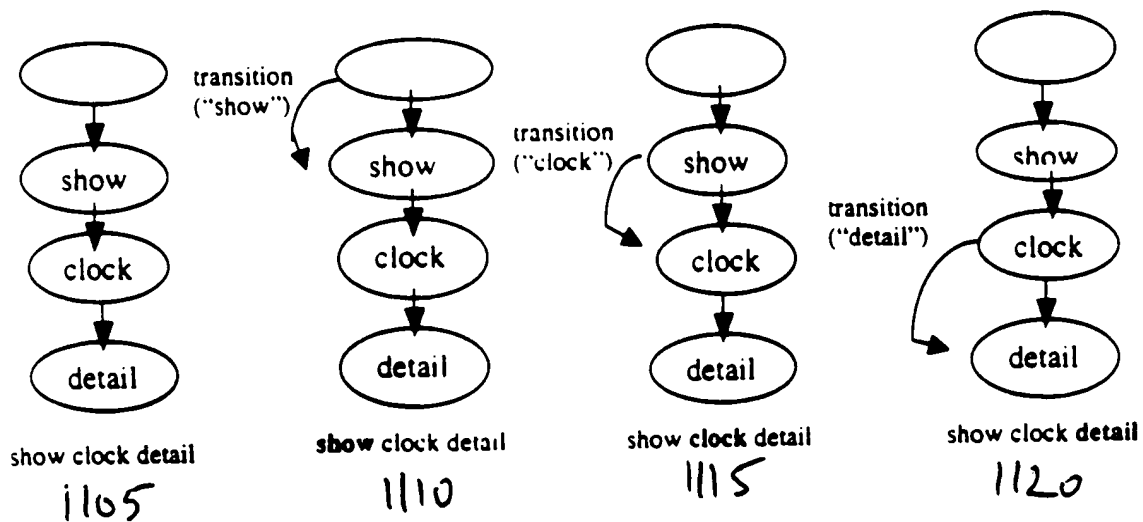 show
clock
detail
show clock detail
1105
transition
("show")
show
clock
detail
show clock detail
1110
transition
("clock")
show
clock
detail
show clock detail
1115
transition
("detail")
show
clock
detail
show clock detail
1120